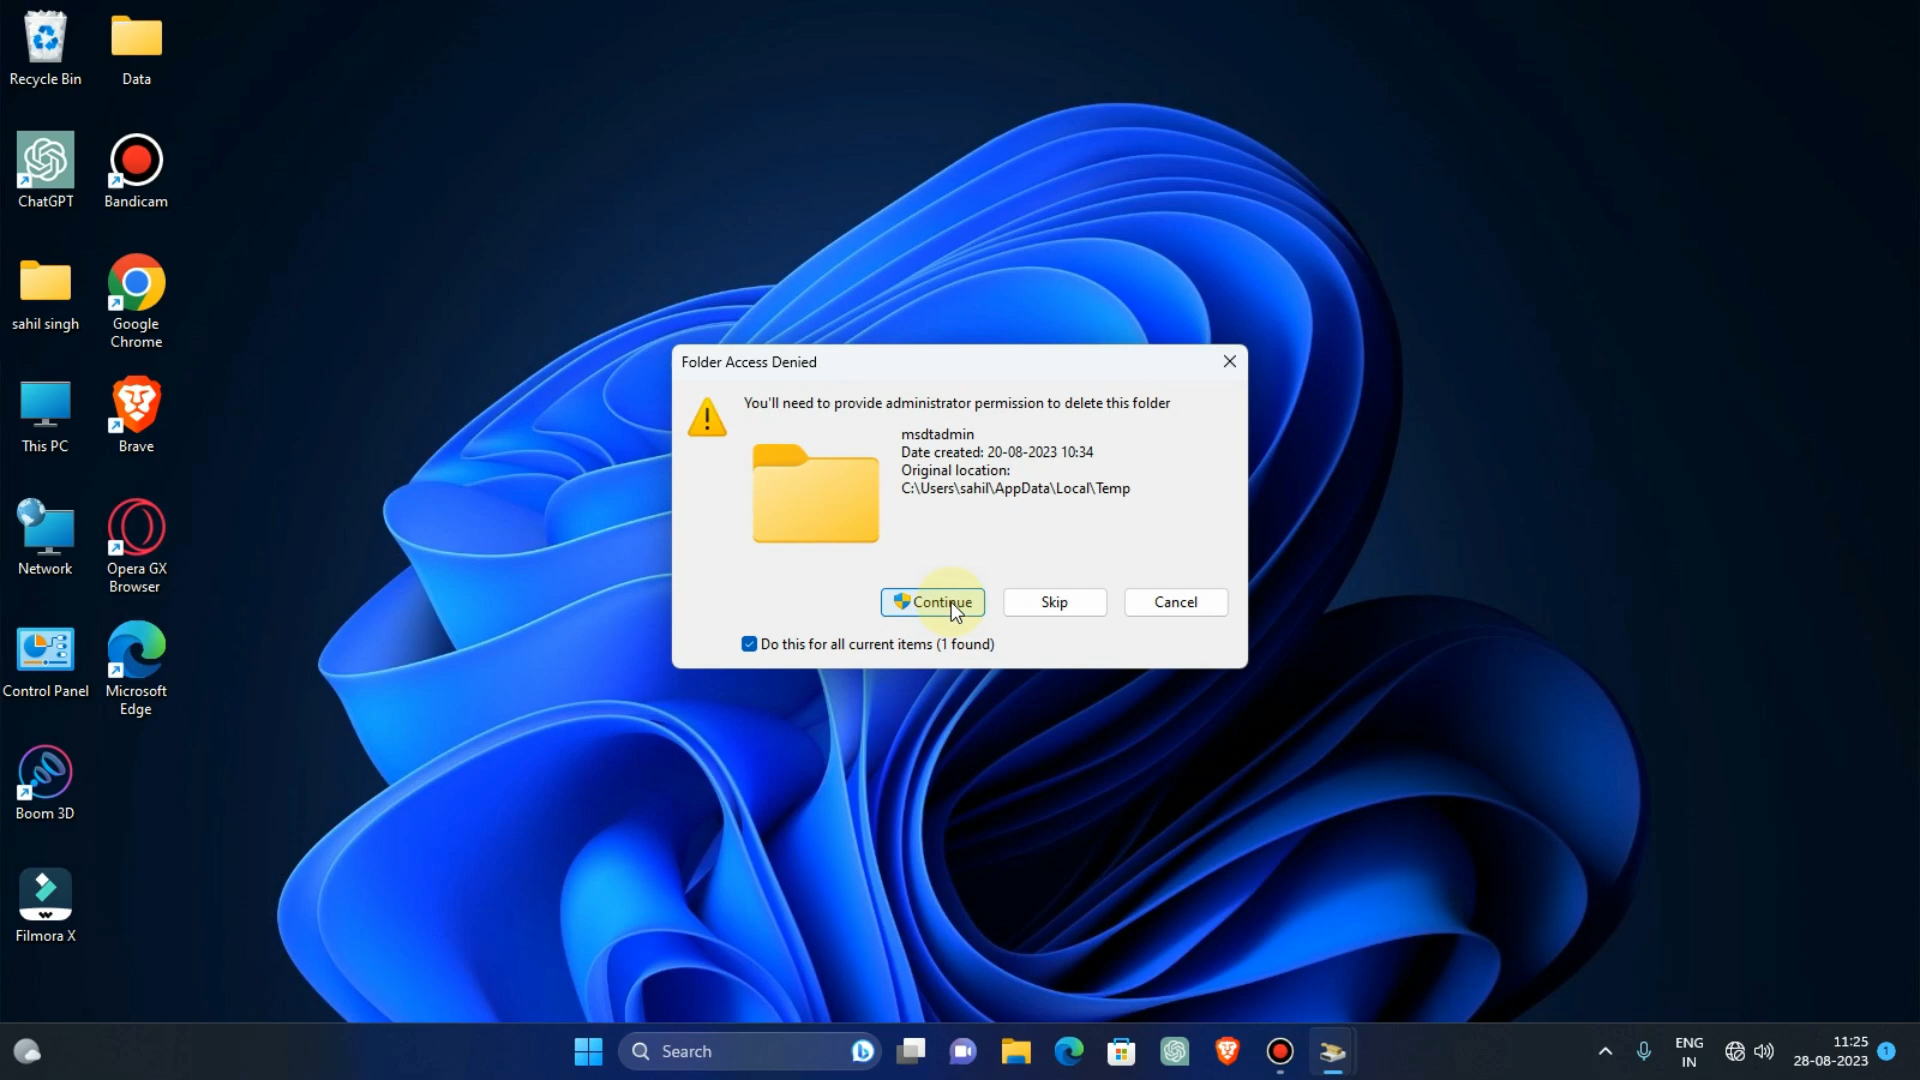 Recycle Bin
Data
ChatGPT
Bandicam
sahil singh
Google
Chrome
This PC
Brave
Network
Opera GX
Browser
Control Panel
Microsoft
Edge
Boom 3D
Filmora X
Folder Access Denied
You'll need to provide administrator permission to delete this folder
msdtadmin
Date created: 20-08-2023 10:34
Original location:
C:\Users\sahil\AppData\Local\Temp
Continue
Skip
Cancel
Do this for all current items (1 found)
Search
ENG
IN
11:25
28-08-2023
1